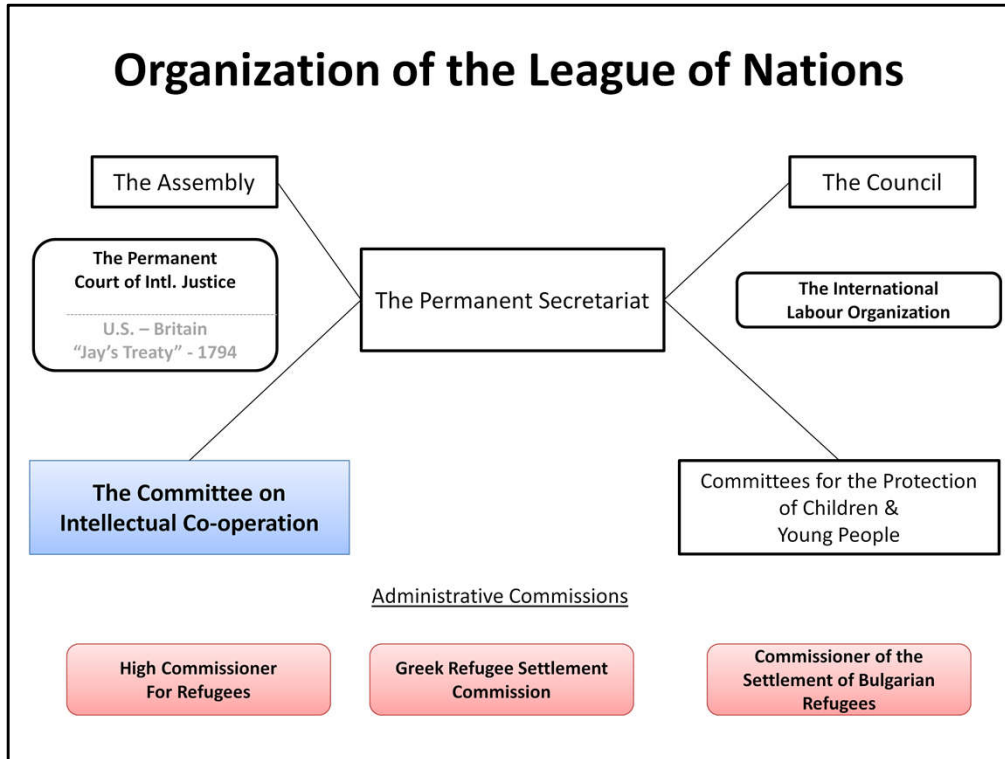 Organization of the League of Nations
The Assembly
The Council
The Permanent
Court of Intl. Justice
U.S. – Britain
“Jay’s Treaty” - 1794
The Permanent Secretariat
The International
Labour Organization
The Committee on
Intellectual Co-operation
Committees for the Protection
of Children &
Young People
Administrative Commissions
High Commissioner
For Refugees
Greek Refugee Settlement
Commission
Commissioner of the
Settlement of Bulgarian
Refugees